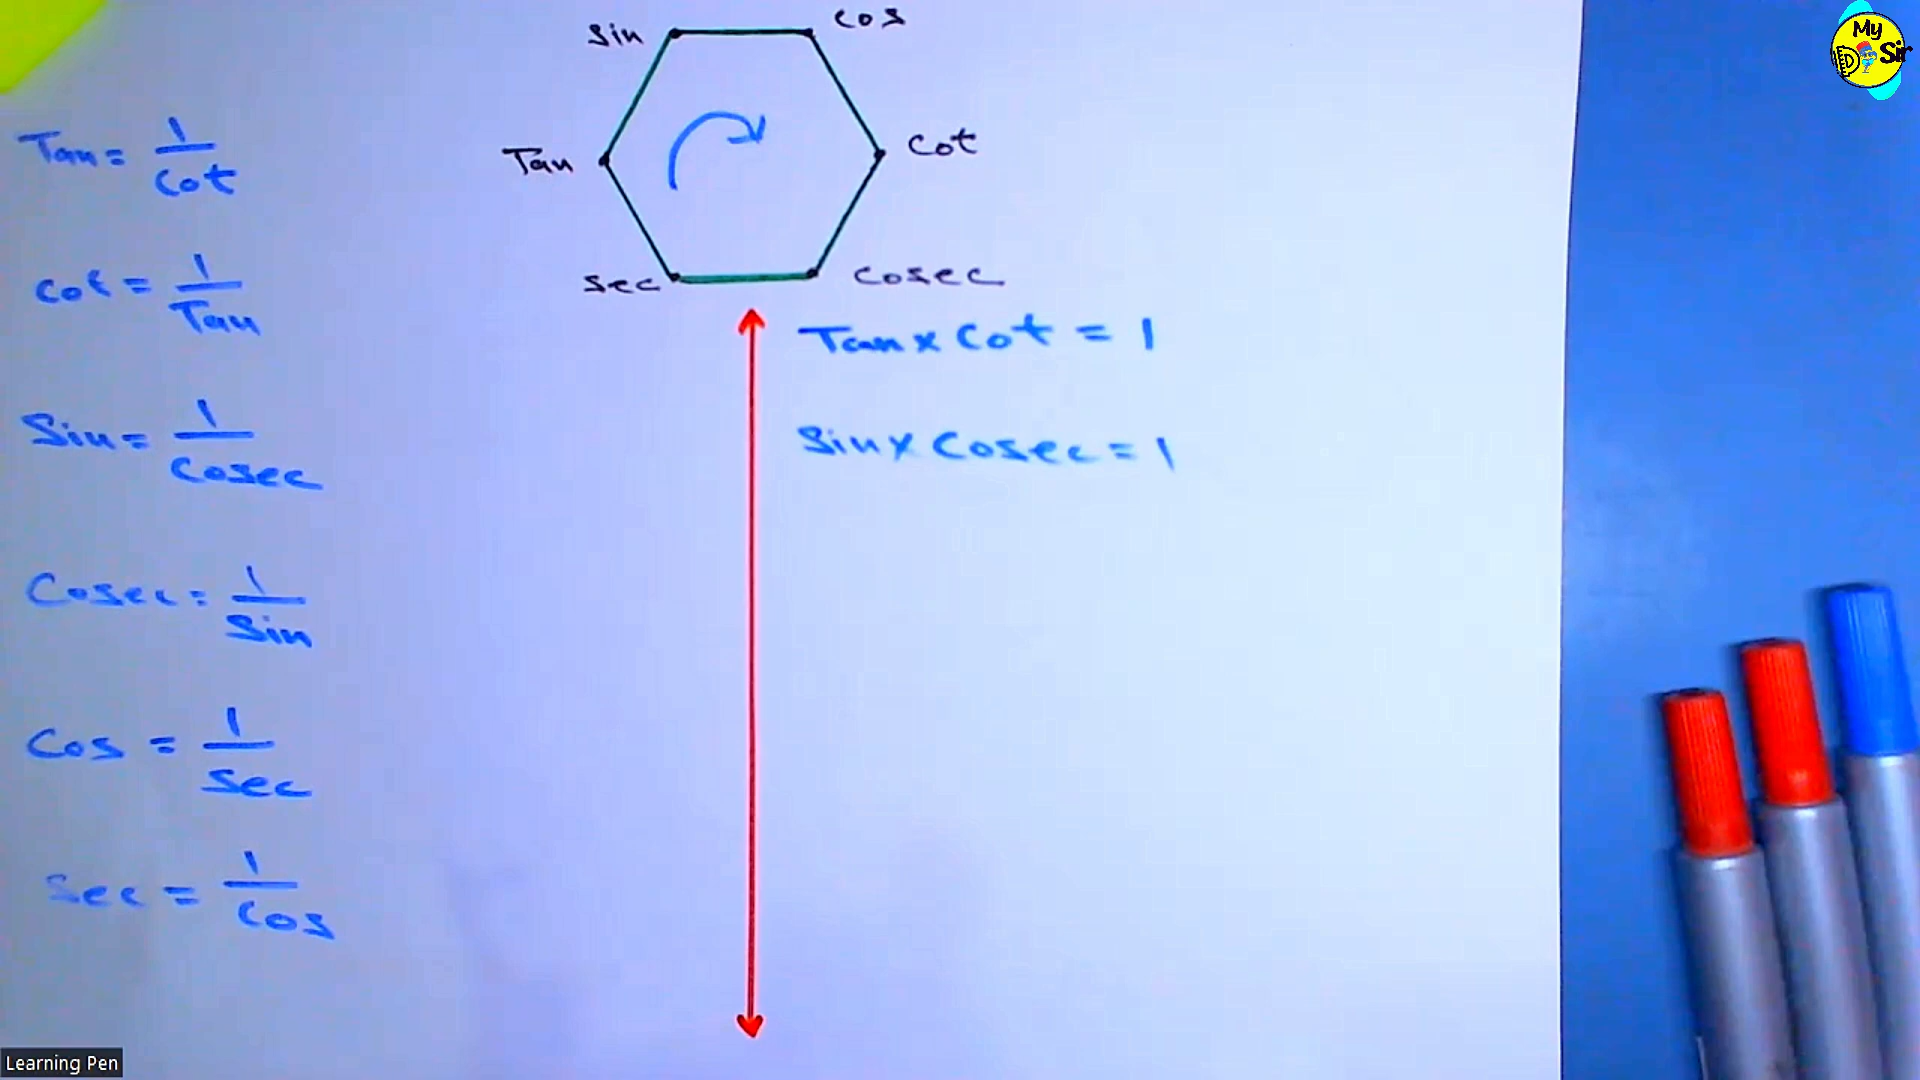 sin
cos
Tan
Cot
sec
cosec
Tan = 1/cot
cot = 1/Tan
Sin = 1/cosec
Cosec = 1/sin
Cos = 1/sec
sec = 1/cos
Tan x Cot = 1
sin x Cosec = 1
My
Sir
Learning Pen